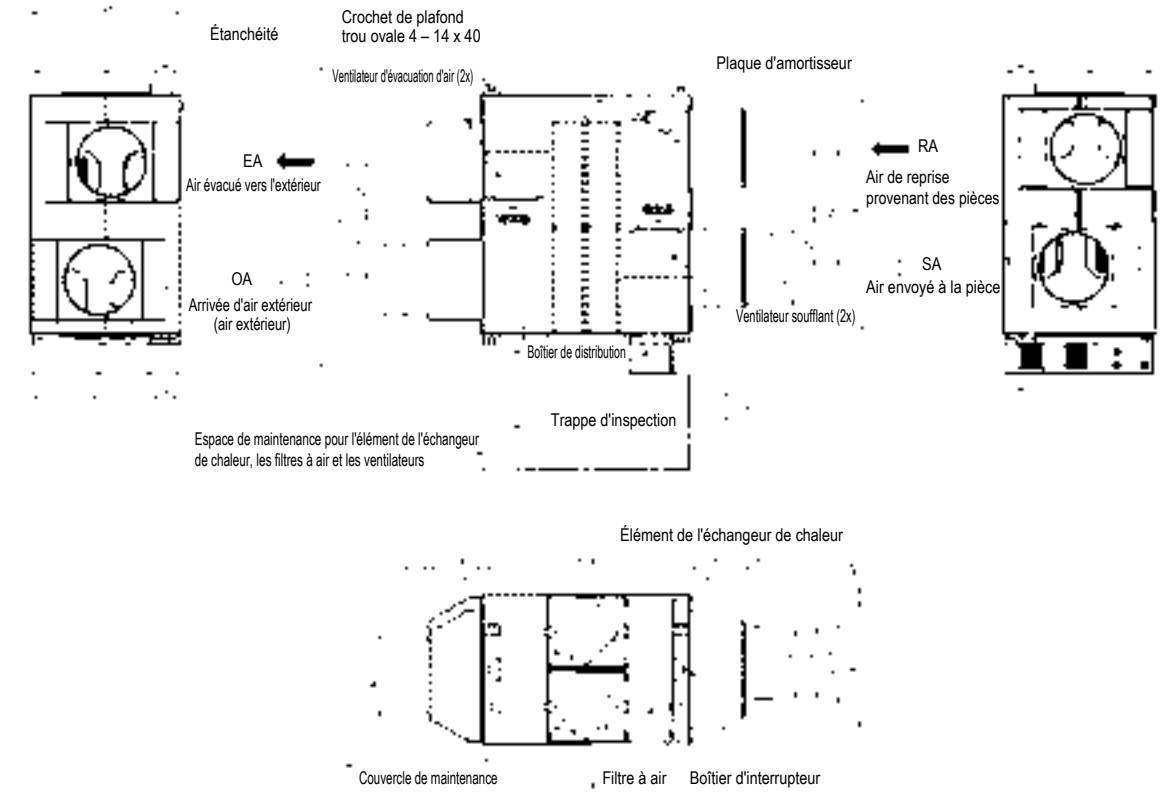 Étanchéité
Crochet de plafond
trou ovale 4 – 14 x 40
Ventilateur d'évacuation d'air (2x)
Plaque d'amortisseur
EA
Air évacué vers l'extérieur
RA
Air de reprise
provenant des pièces
OA
Arrivée d'air extérieur
(air extérieur)
SA
Air envoyé à la pièce
Ventilateur soufflant (2x)
Boîtier de distribution
Trappe d'inspection
Espace de maintenance pour l'élément de l'échangeur
de chaleur, les filtres à air et les ventilateurs
Élément de l'échangeur de chaleur
Couvercle de maintenance
Filtre à air
Boîtier d'interrupteur